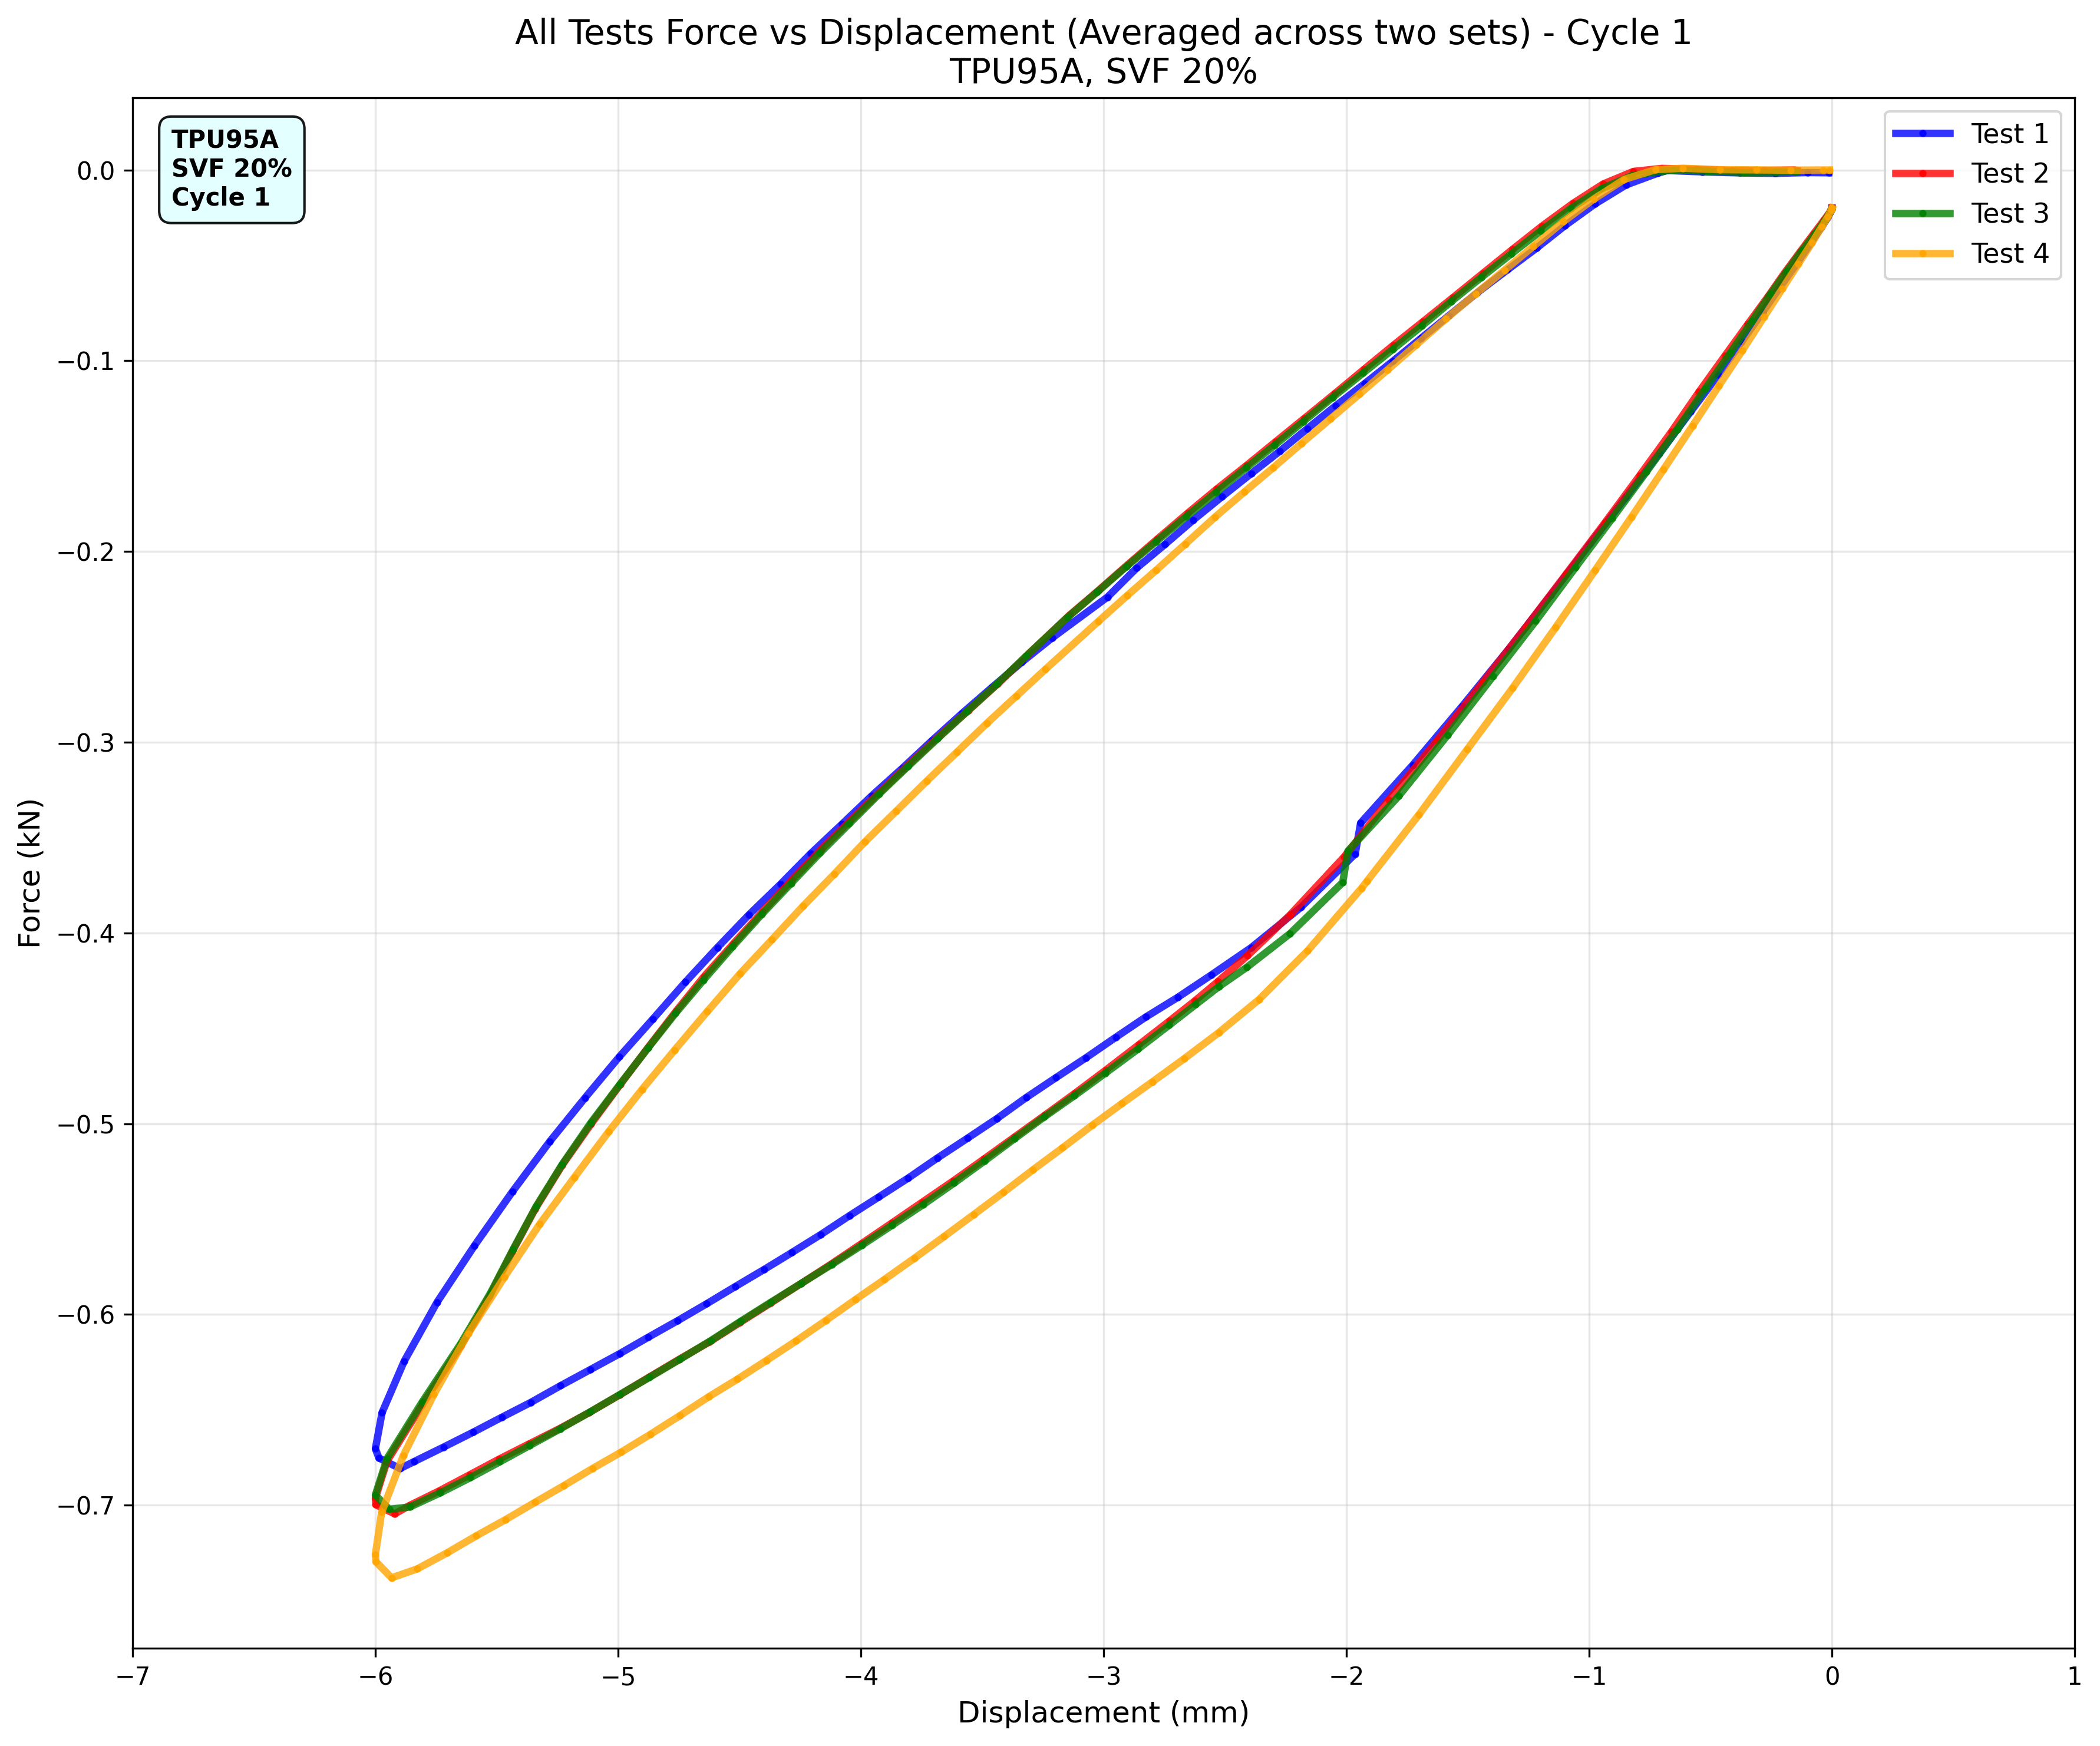 All Tests Force vs Displacement (Averaged across two sets) - Cycle 1
TPU95A, SVF 20%
TPU95A
SVF 20%
Cycle 1
Test 1
Test 2
Test 3
Test 4
0.0
−0.1
−0.2
−0.3
−0.4
−0.5
−0.6
−0.7
Force (kN)
−7
−6
−5
−4
−3
−2
−1
0
1
Displacement (mm)